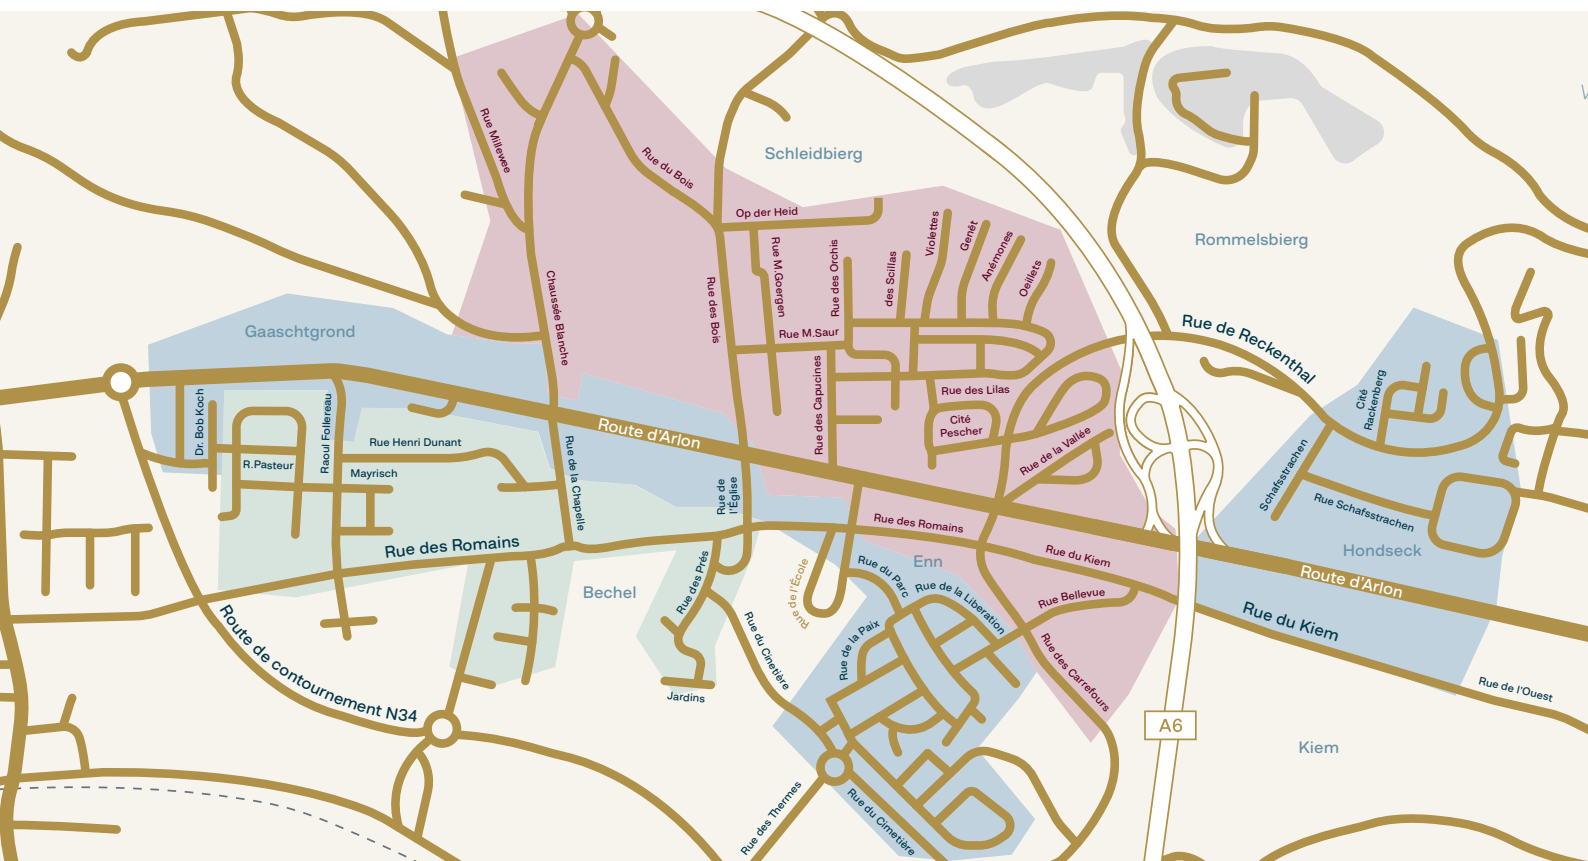 Rue Millewee
Rue du Bois
Schleidbierg
Op der Heid
Rommelsbierg
Violettes
Genêt
Anémones
Oeillets
des Scillas
Rue des Orchis
Rue M.Goergen
Rue des Bois
Chaussée Blanche
Gaaschtgrond
Rue M.Saur
Rue de Reckenthal
Rue des Capucines
Rue des Lilas
Cité
Pescher
Rue de la Vallée
Cité
Rackenberg
Dr. Bob Koch
Raoul Follereau
Rue Henri Dunant
R.Pasteur
Mayrisch
Route d'Arlon
Rue de la Chapelle
Rue de
l'Église
Schafsstrachen
Rue Schafsstrachen
Hondseck
Rue des Romains
Rue des Romains
Rue du Kiem
Enn
Route d'Arlon
Bechel
Rue des Prés
Rue de l'École
Rue du Parc
Rue de la Liberation
Rue Bellevue
Rue du Kiem
Route de contournement N34
Rue du Cimetière
Rue de la Paix
Rue des Carrefours
Jardins
Rue de l'Ouest
A6
Kiem
Rue des Thermes
Rue du Cimetière